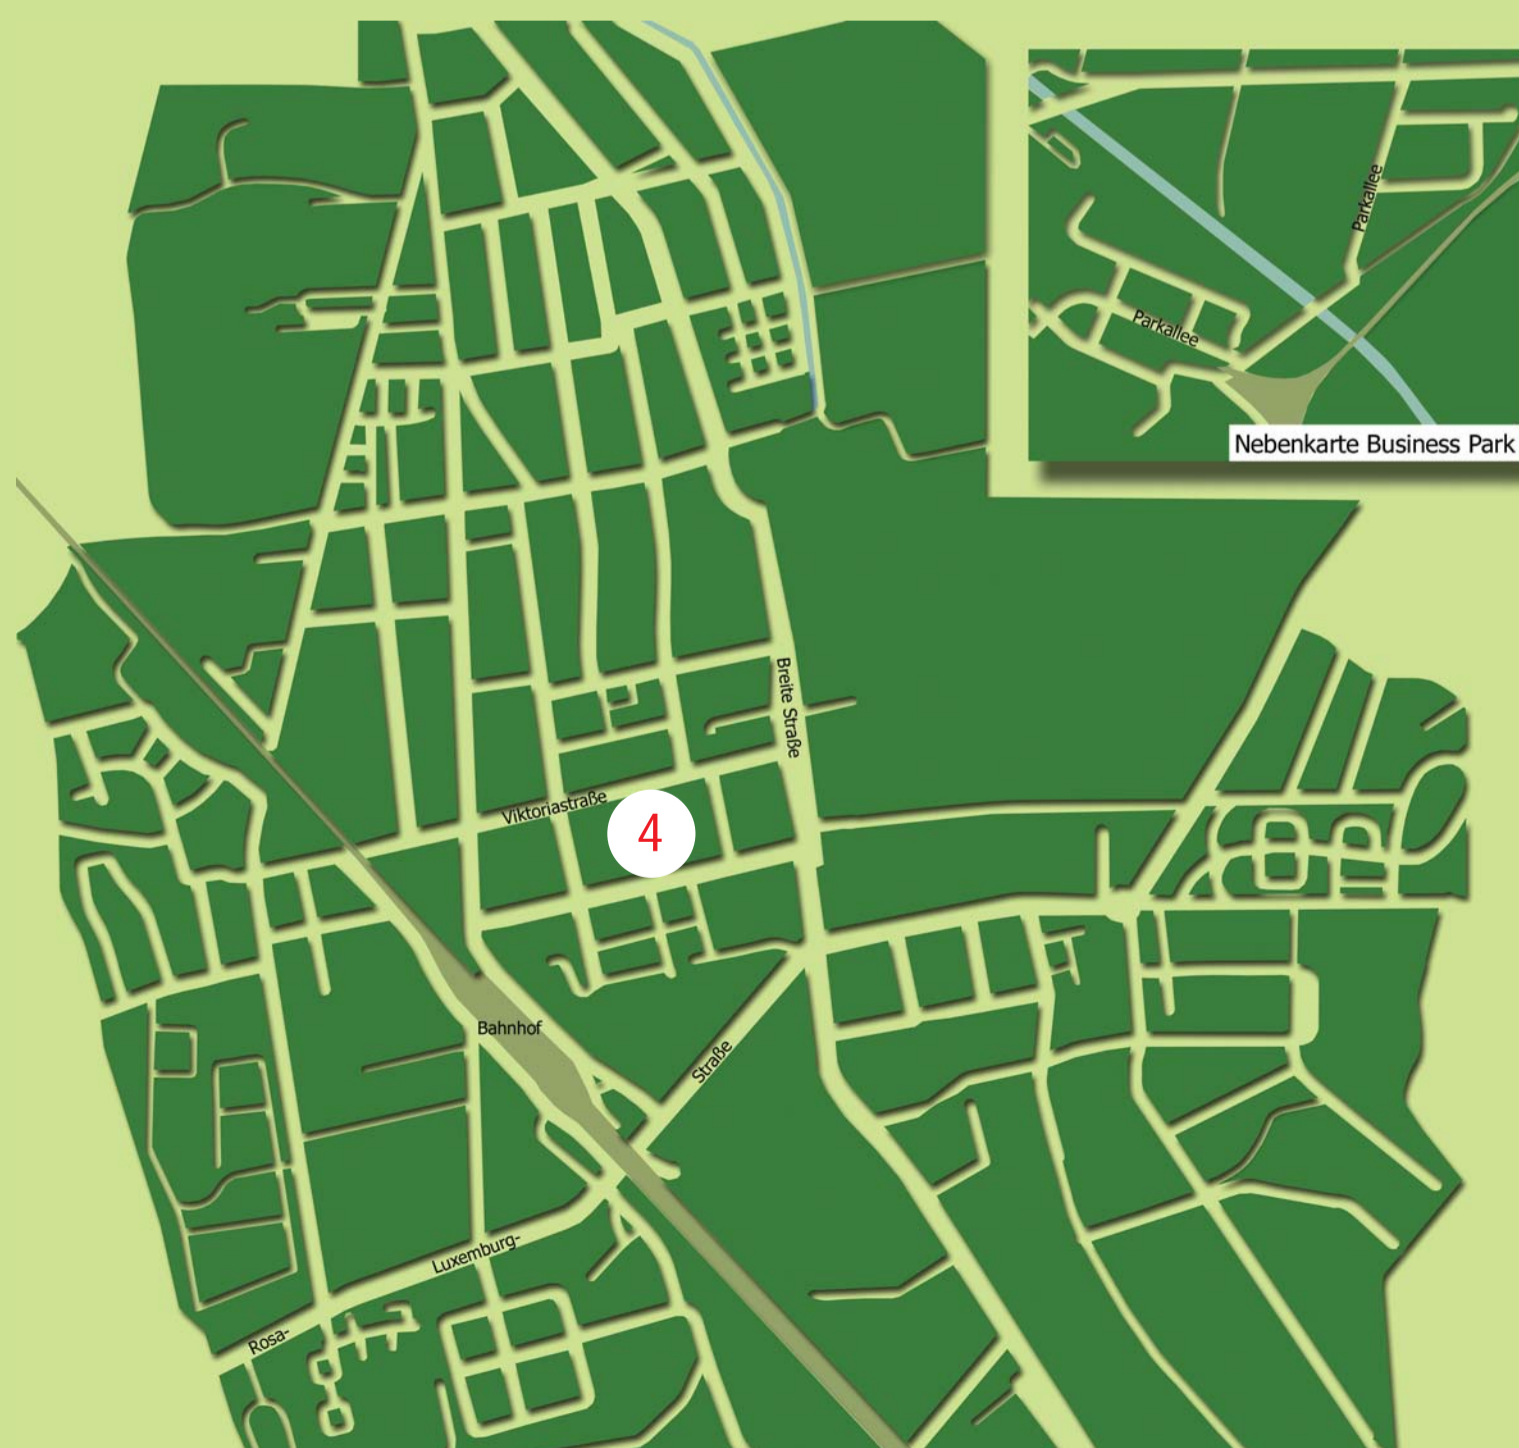 Parkallee
Parkallee
Nebenkarte Business Park
Breite Straße
Viktoriastraße
4
Bahnhof
Straße
Luxemburg-
Rosa-